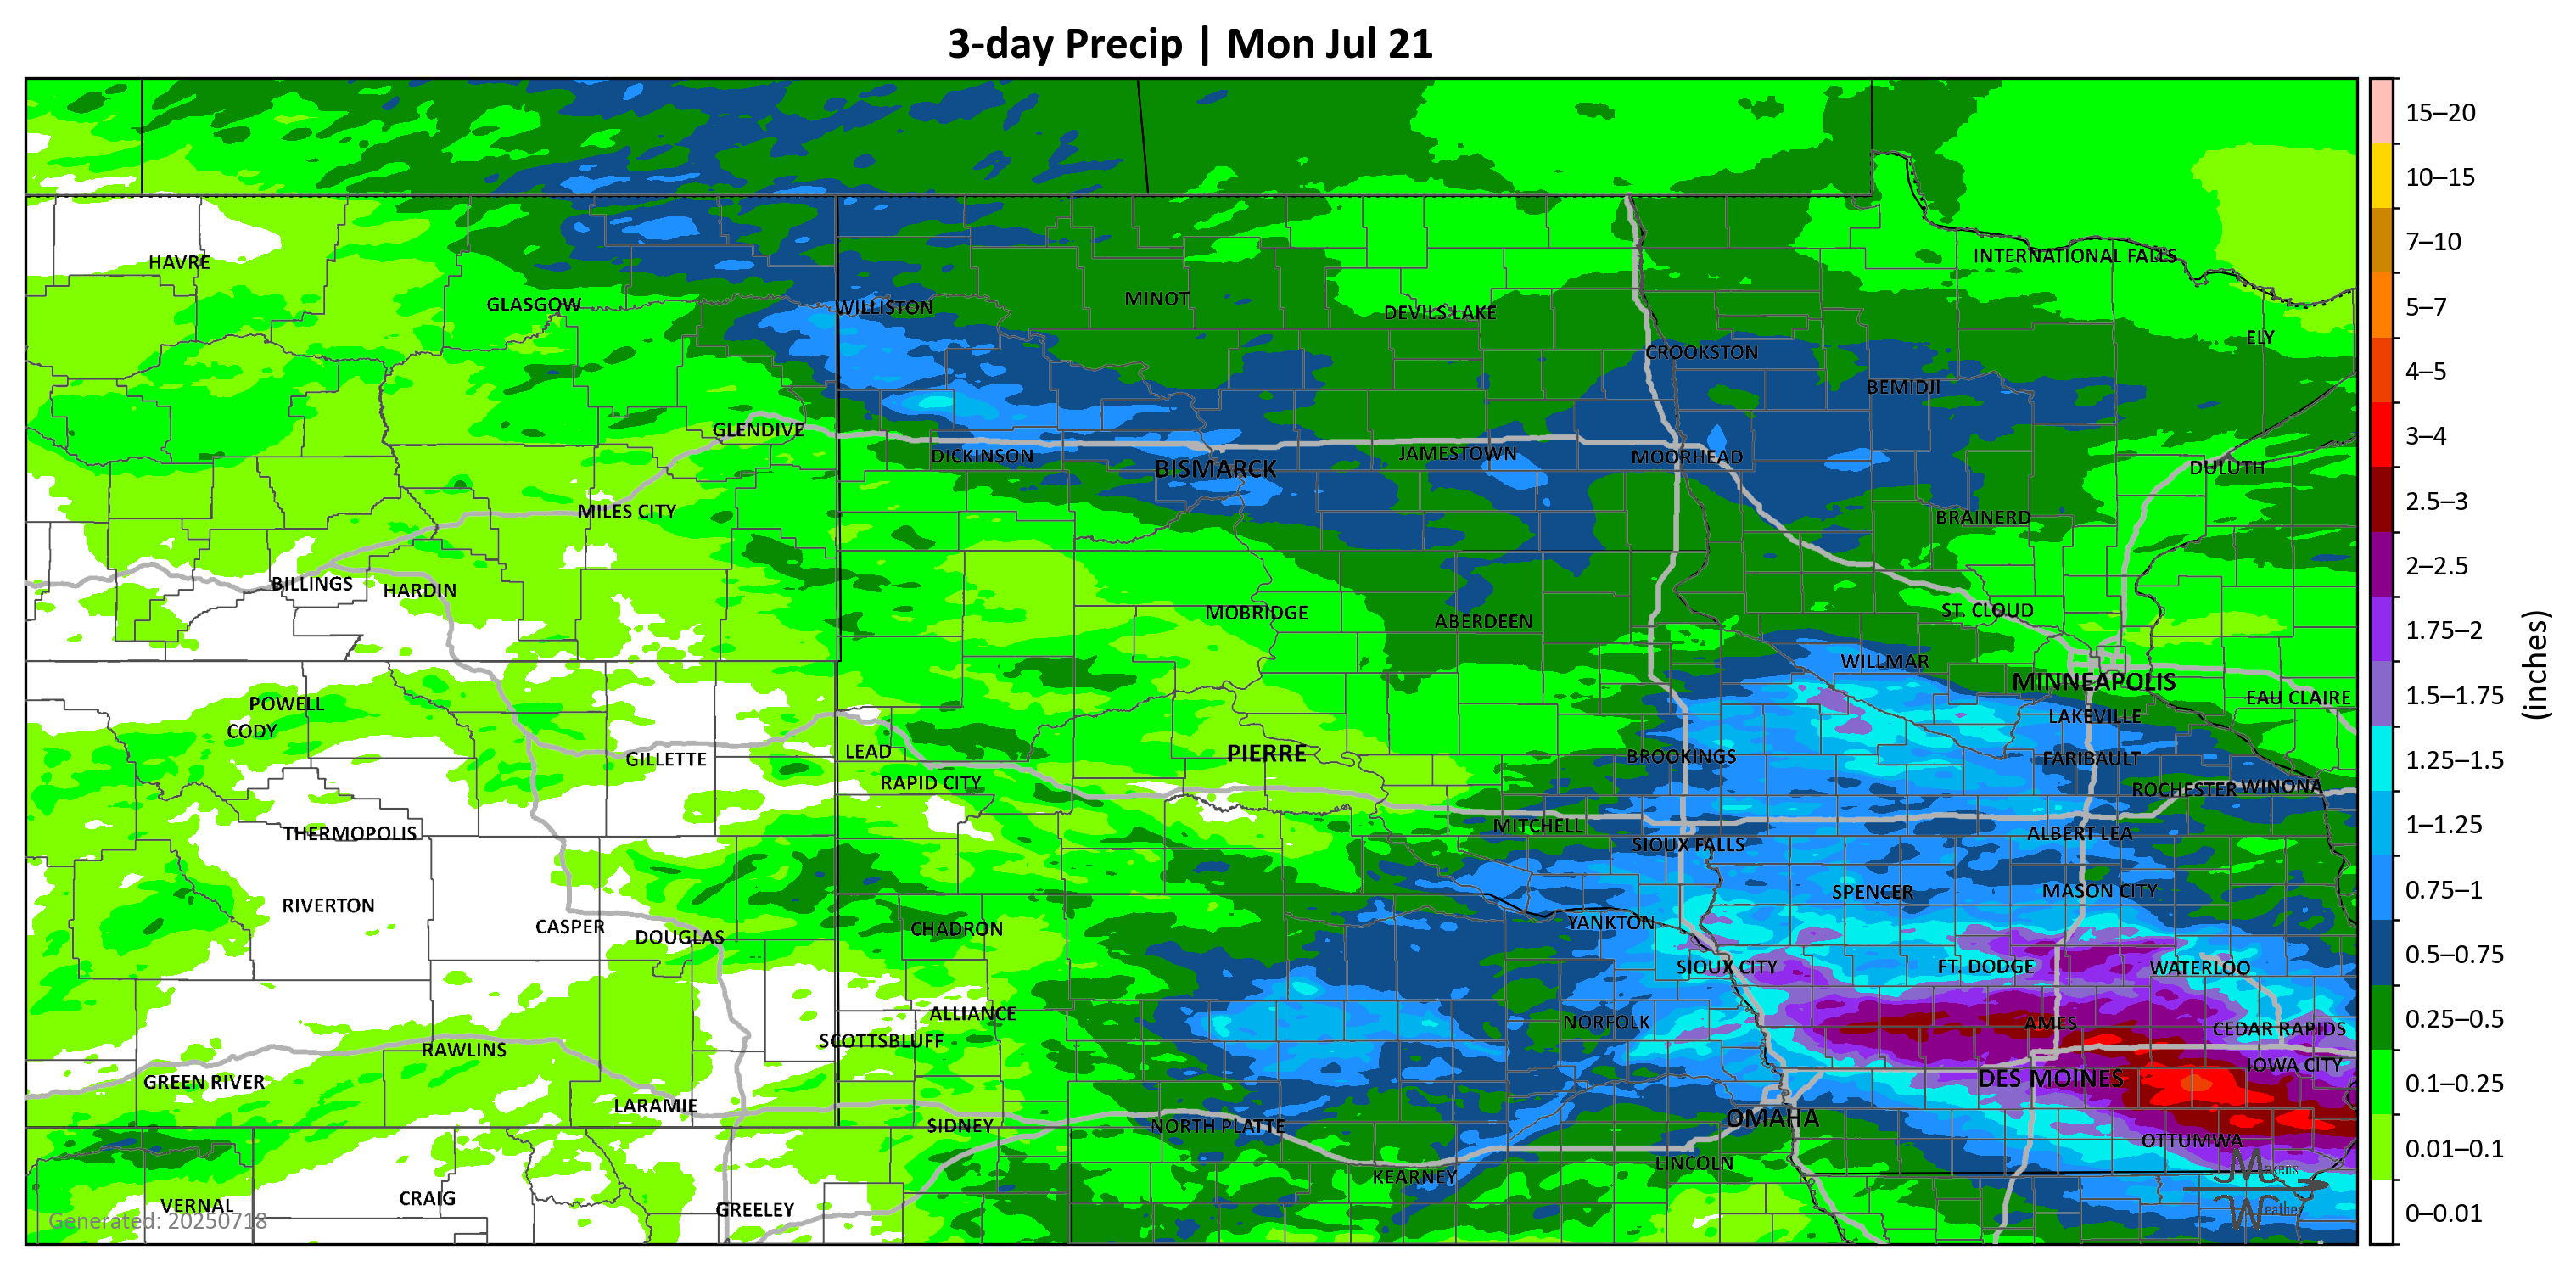 3-day Precip | Mon Jul 21
15–20
10–15
7–10
5–7
4–5
3–4
2.5–3
2–2.5
1.75–2
1.5–1.75
1.25–1.5
1–1.25
0.75–1
0.5–0.75
0.25–0.5
0.1–0.25
0.01–0.1
0–0.01
(inches)
HAVRE
INTERNATIONAL FALLS
GLASGOW
WILLISTON
MINOT
DEVILS LAKE
ELY
CROOKSTON
BEMIDJI
GLENDIVE
DICKINSON
BISMARCK
JAMESTOWN
MOORHEAD
DULUTH
MILES CITY
BRAINERD
BILLINGS
HARDIN
MOBRIDGE
ABERDEEN
ST. CLOUD
WILLMAR
MINNEAPOLIS
EAU CLAIRE
POWELL
CODY
LAKEVILLE
GILLETTE
LEAD
PIERRE
BROOKINGS
FARIBAULT
RAPID CITY
ROCHESTER
WINONA
THERMOPOLIS
MITCHELL
ALBERT LEA
SIOUX FALLS
RIVERTON
SPENCER
MASON CITY
CASPER
DOUGLAS
CHADRON
YANKTON
SIOUX CITY
FT. DODGE
WATERLOO
ALLIANCE
NORFOLK
AMES
CEDAR RAPIDS
SCOTTSBLUFF
RAWLINS
IOWA CITY
GREEN RIVER
DES MOINES
LARAMIE
OMAHA
SIDNEY
NORTH PLATTE
OTTUMWA
LINCOLN
KEARNEY
VERNAL
CRAIG
GREELEY
Generated: 20250718
Makens
Weather